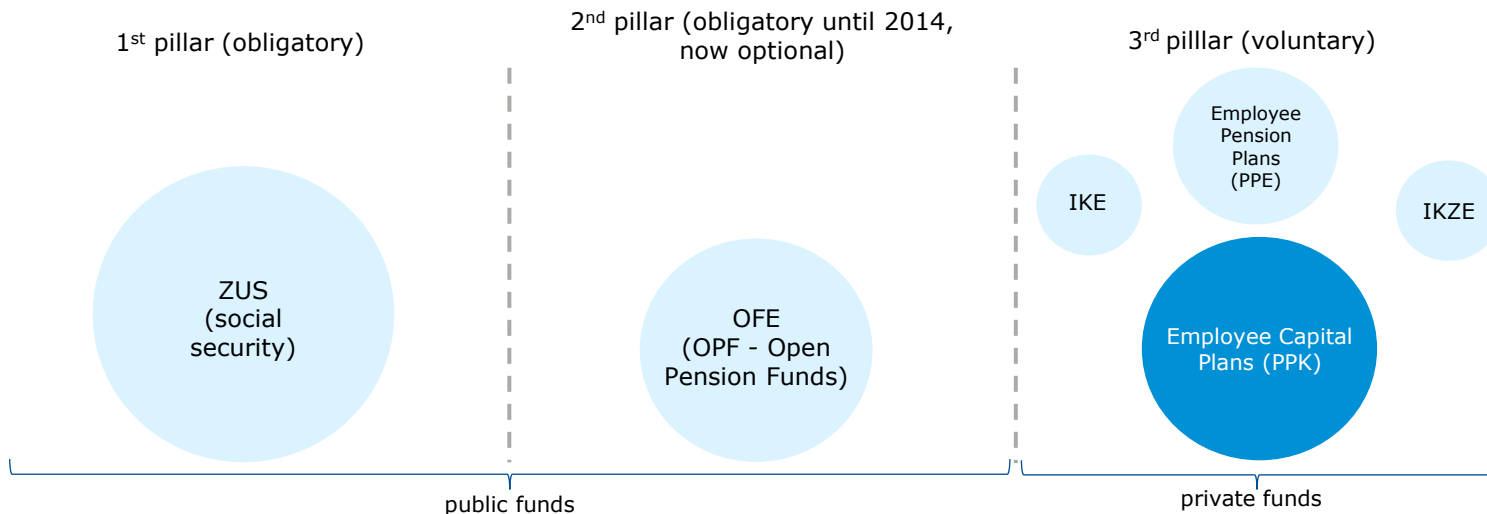 1st pillar (obligatory)
2nd pillar (obligatory until 2014,
now optional)
3rd pilllar (voluntary)
ZUS
(social
security)
OFE
(OPF - Open
Pension Funds)
IKE
Employee
Pension
Plans
(PPE)
IKZE
Employee Capital
Plans (PPK)
public funds
private funds